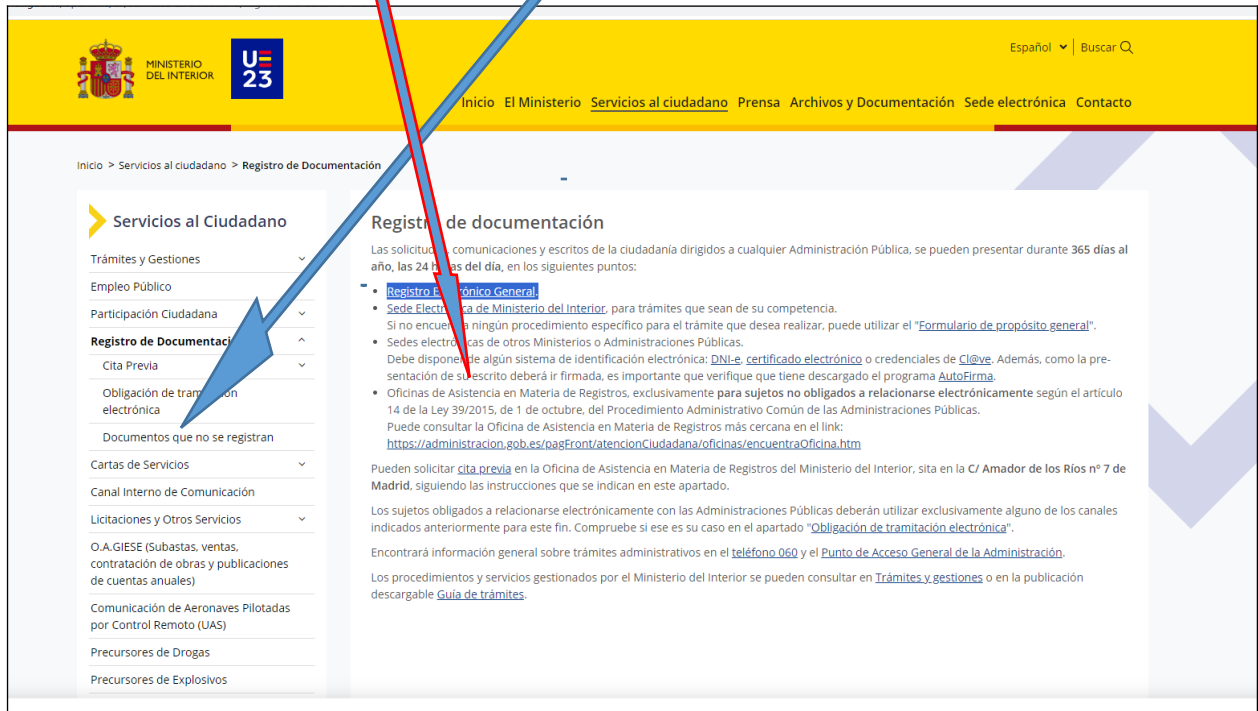 MINISTERIO
DEL INTERIOR
UE
23
Español
Buscar
Inicio El Ministerio Servicios al ciudadano Prensa Archivos y Documentación Sede electrónica Contacto
Inicio > Servicios al ciudadano > Registro de Documentación
Servicios al Ciudadano
Trámites y Gestiones
Empleo Público
Participación Ciudadana
Registro de Documentaci
Cita Previa
Obligación de tramitación
electrónica
Documentos que no se registran
Cartas de Servicios
Canal Interno de Comunicación
Licitaciones y Otros Servicios
O.A.GIESE (Subastas, ventas,
contratación de obras y publicaciones
de cuentas anuales)
Comunicación de Aeronaves Pilotadas
por Control Remoto (UAS)
Precursores de Drogas
Precursores de Explosivos
Registro de documentación
Las solicitudes, comunicaciones y escritos de la ciudadanía dirigidos a cualquier Administración Pública, se pueden presentar durante 365 días al
año, las 24 horas del día, en los siguientes puntos:
• Registro Electrónico General.
• Sede Electrónica de Ministerio del Interior, para trámites que sean de su competencia.
Si no encuentra ningún procedimiento específico para el trámite que desea realizar, puede utilizar el "Formulario de propósito general".
• Sedes electrónicas de otros Ministerios o Administraciones Públicas.
Debe disponer de algún sistema de identificación electrónica: DNI-e, certificado electrónico o credenciales de Cl@ve. Además, como la pre-
sentación de su escrito deberá ir firmada, es importante que verifique que tiene descargado el programa AutoFirma.
• Oficinas de Asistencia en Materia de Registros, exclusivamente para sujetos no obligados a relacionarse electrónicamente según el artículo
14 de la Ley 39/2015, de 1 de octubre, del Procedimiento Administrativo Común de las Administraciones Públicas.
Puede consultar la Oficina de Asistencia en Materia de Registros más cercana en el link:
https://administracion.gob.es/pagFront/atencionCiudadana/oficinas/encuentraOficina.htm
Pueden solicitar cita previa en la Oficina de Asistencia en Materia de Registros del Ministerio del Interior, sita en la C/ Amador de los Ríos nº 7 de
Madrid, siguiendo las instrucciones que se indican en este apartado.
Los sujetos obligados a relacionarse electrónicamente con las Administraciones Públicas deberán utilizar exclusivamente alguno de los canales
indicados anteriormente para este fin. Compruebe si ese es su caso en el apartado "Obligación de tramitación electrónica".
Encontrará información general sobre trámites administrativos en el teléfono 060 y el Punto de Acceso General de la Administración.
Los procedimientos y servicios gestionados por el Ministerio del Interior se pueden consultar en Trámites y gestiones o en la publicación
descargable Guía de trámites.